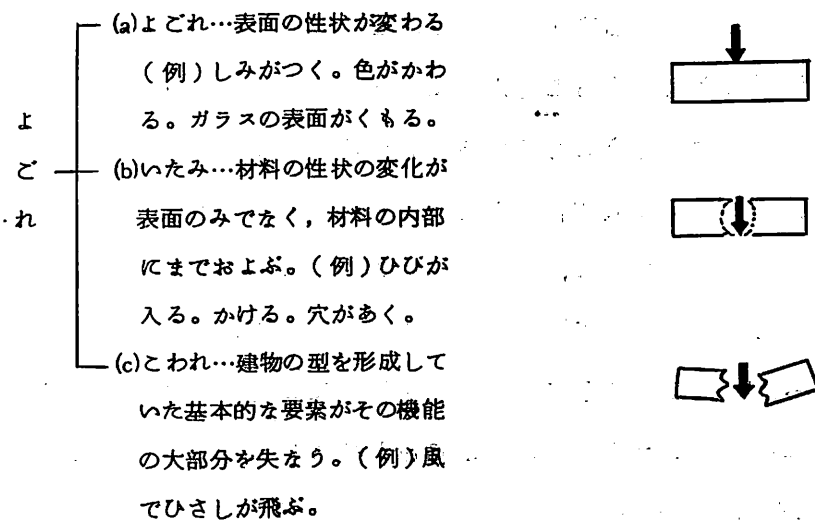 よごれ
(a)よごれ…表面の性状が変わる
(例)しみがつく。色がかわ
る。ガラスの表面がくもる。
(b)いたみ…材料の性状の変化が
表面のみでなく，材料の内部
にまでおよぶ。(例)ひびが
入る。かける。穴があく。
(c)こわれ…建物の型を形成して
いた基本的な要素がその機能
の大部分を失なう。(例)風
でひさしが飛ぶ。